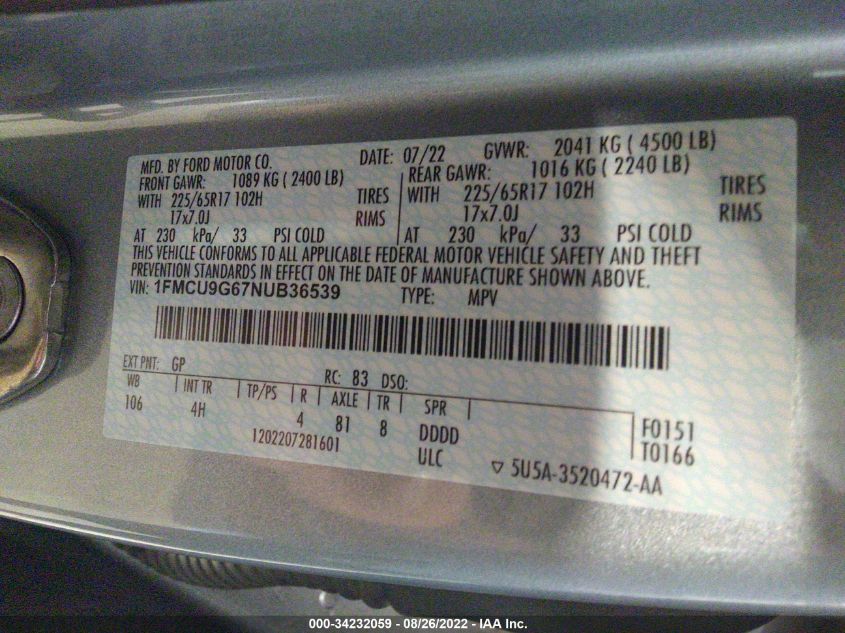 MFD. BY FORD MOTOR CO. DATE: 07/22 GVWR: 2041 KG ( 4500 LB)
FRONT GAWR: 1089 KG ( 2400 LB) REAR GAWR: 1016 KG ( 2240 LB)
WITH 225/65R17 102H TIRES WITH 225/65R17 102H TIRES
17x7.0J RIMS 17x7.0J RIMS
AT 230 kPa/ 33 PSI COLD AT 230 kPa/ 33 PSI COLD
THIS VEHICLE CONFORMS TO ALL APPLICABLE FEDERAL MOTOR VEHICLE SAFETY AND THEFT
PREVENTION STANDARDS IN EFFECT ON THE DATE OF MANUFACTURE SHOWN ABOVE.
VIN: 1FMCU9G67NUB36539 TYPE: MPV
EXT PNT: GP RC: 83 DSO:
WB INT TR TP/PS R AXLE TR SPR
106 4H 4 81 8 DDDD F0151
1202207281601 ULC T0166
5U5A-3520472-AA
000-34232059 - 08/26/2022 - IAA Inc.